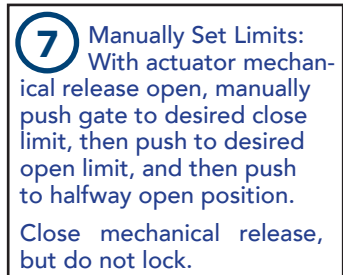 7 Manually Set Limits:
With actuator mechan-
ical release open, manually
push gate to desired close
limit, then push to desired
open limit, and then push
to halfway open position.
Close mechanical release,
but do not lock.